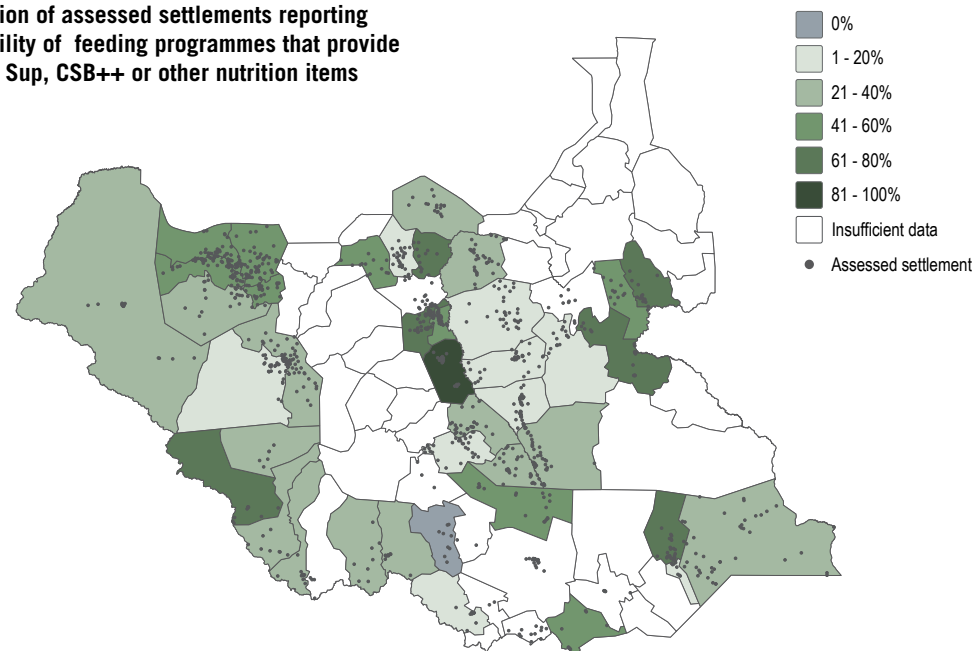 ion of assessed settlements reporting
ility of feeding programmes that provide
Sup, CSB++ or other nutrition items
0%
1 - 20%
21 - 40%
41 - 60%
61 - 80%
81 - 100%
Insufficient data
Assessed settlement